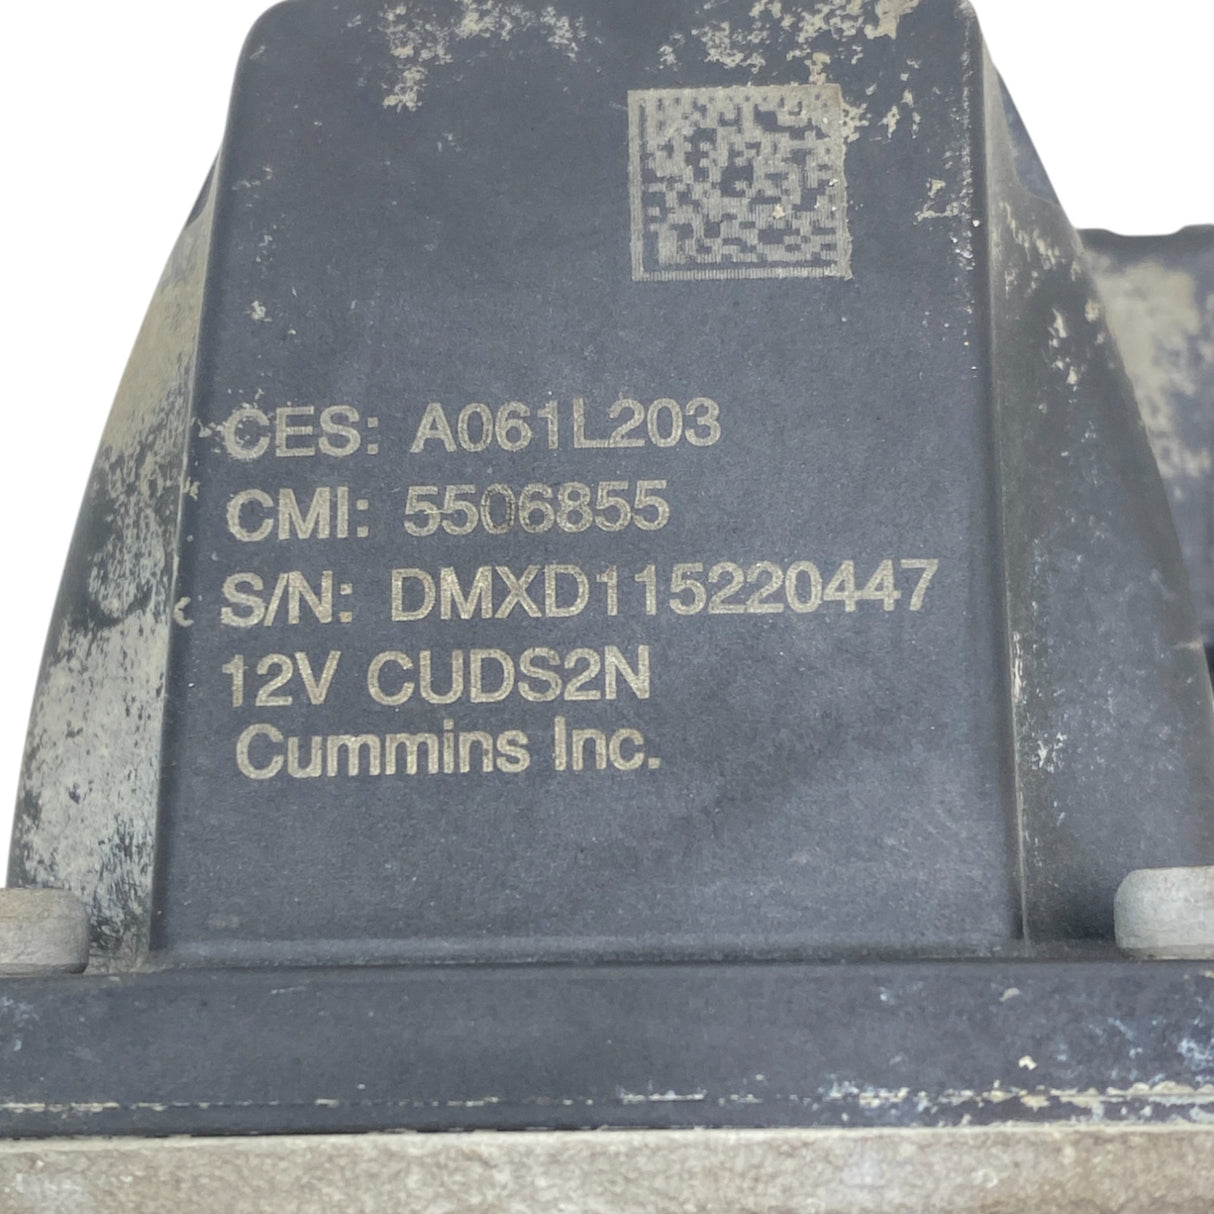 CES: A061L203
CMI: 5506855
S/N: DMXD115220447
12V CUDS2N
Cummins Inc.